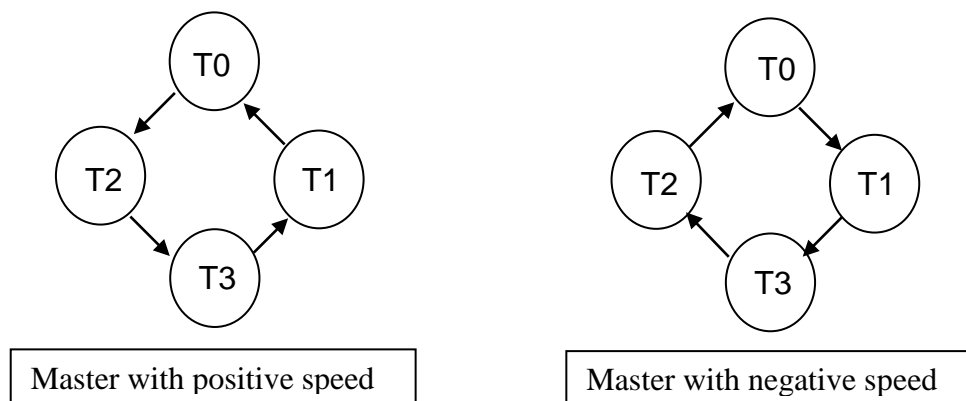 T0
T2
T1
T3
Master with positive speed
T0
T2
T1
T3
Master with negative speed